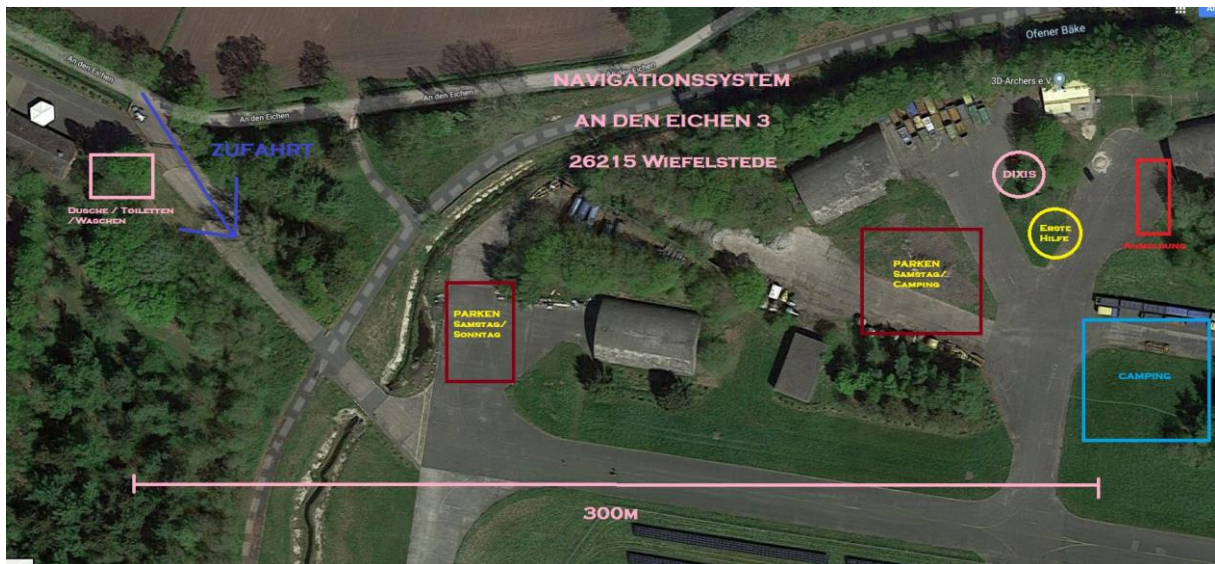 Ofener Bäke
An den Eichen
An den Eichen
An den Eichen
3D-Archers e.V.
NAVIGATIONSSYSTEM
AN DEN EICHEN 3
26215 WIEFELSTEDE
ZUFAHRT
DUSCHE / TOILETTEN
/WASCHEN
DIXIS
ERSTE
HILFE
ANMELDUNG
PARKEN
SAMSTAG/
CAMPING
PARKEN
SAMSTAG/
SONNTAG
CAMPING
300M